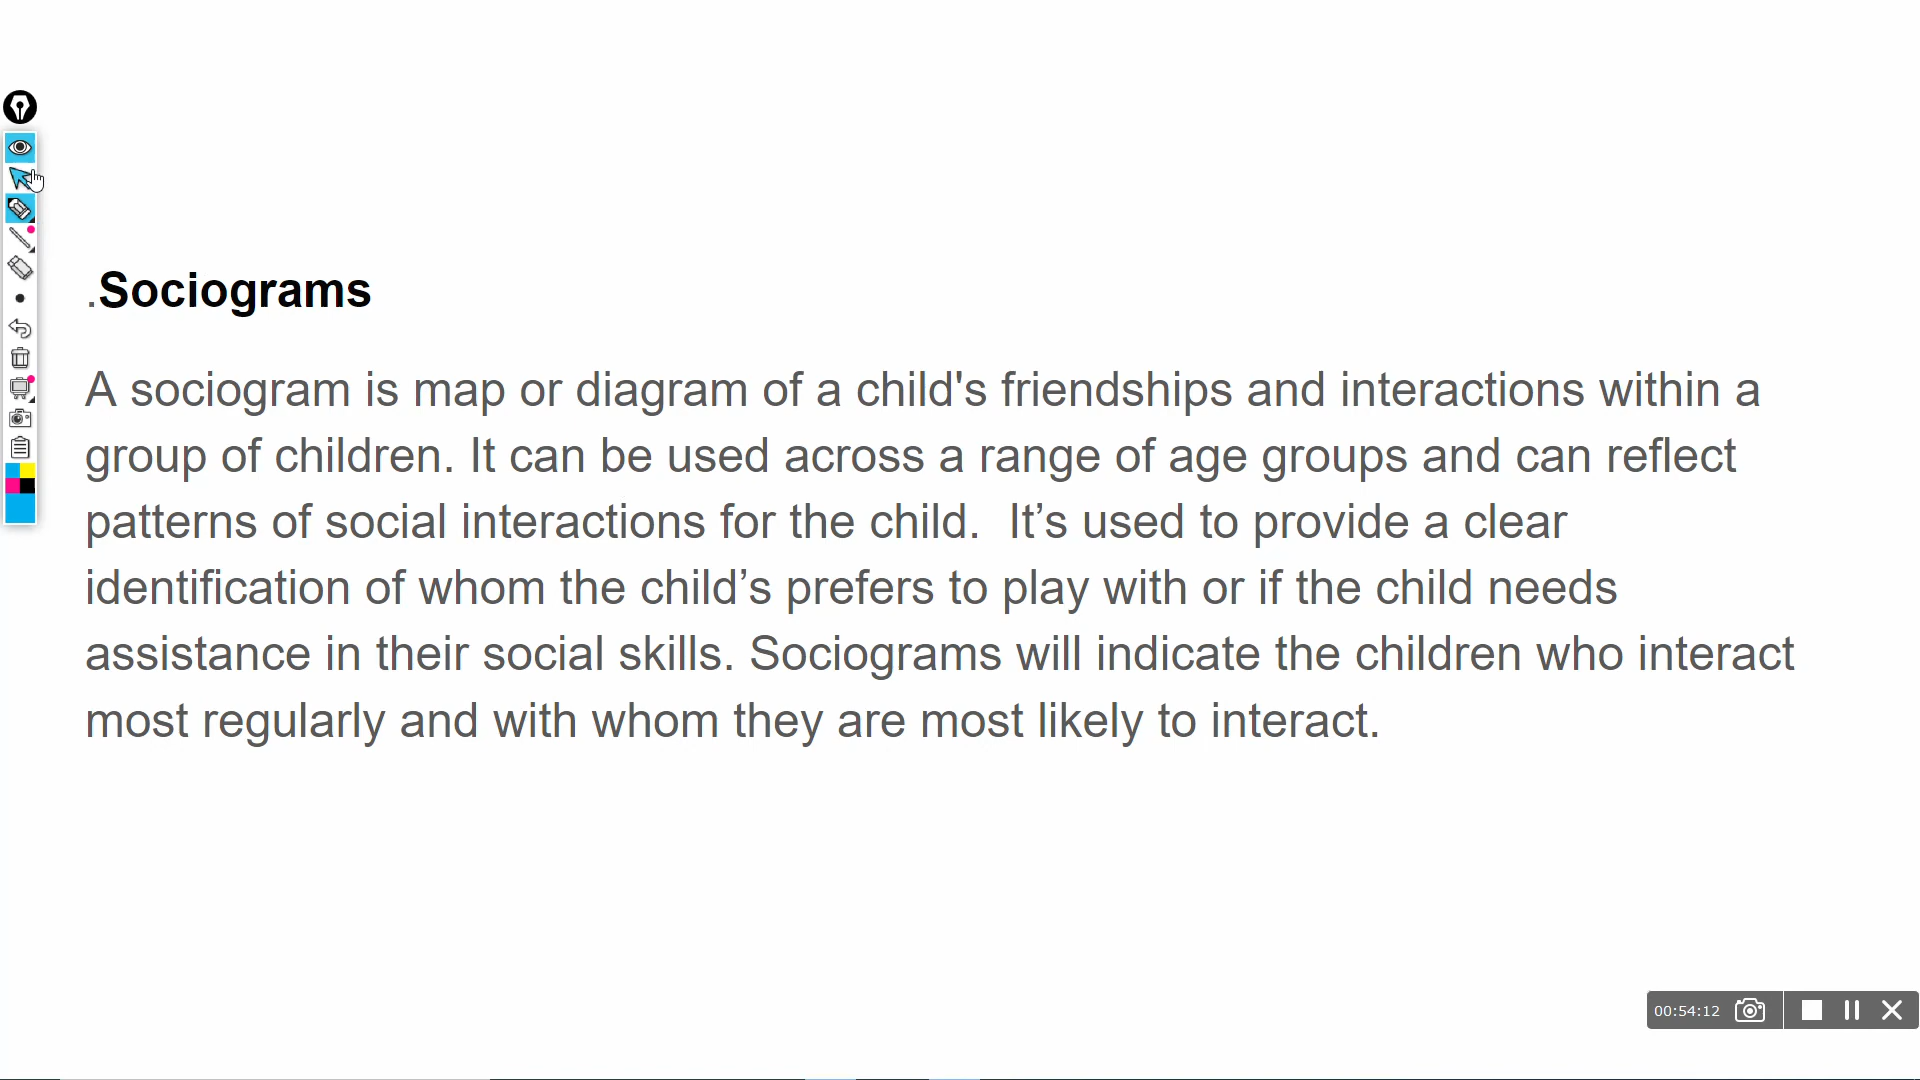 .Sociograms
A sociogram is map or diagram of a child's friendships and interactions within a
group of children. It can be used across a range of age groups and can reflect
patterns of social interactions for the child.  It’s used to provide a clear
identification of whom the child’s prefers to play with or if the child needs
assistance in their social skills. Sociograms will indicate the children who interact
most regularly and with whom they are most likely to interact.
00:54:12